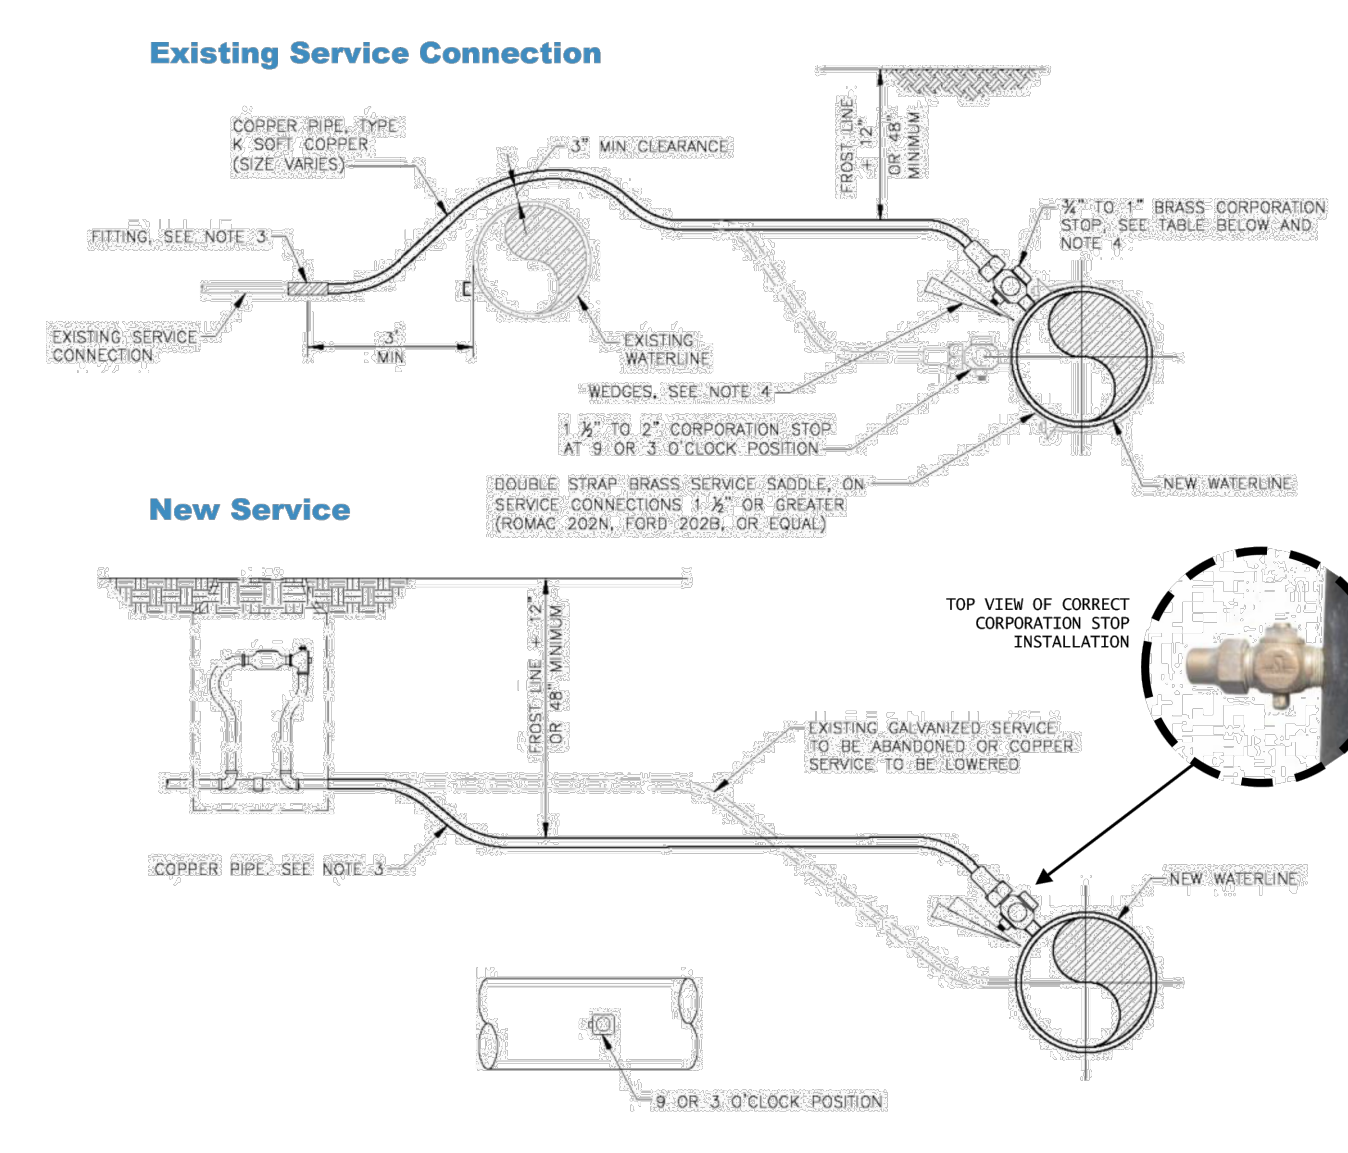 Existing Service Connection
COPPER PIPE, TYPE
K SOFT COPPER
(SIZE VARIES)
3" MIN CLEARANCE
FROST LINE
+ 12"
OR 48"
MINIMUM
¾" TO 1" BRASS CORPORATION
STOP, SEE TABLE BELOW AND
NOTE 4
FITTING, SEE NOTE 3
EXISTING SERVICE
CONNECTION
3'
MIN
EXISTING
WATERLINE
WEDGES, SEE NOTE 4
1 ½" TO 2" CORPORATION STOP
AT 9 OR 3 O'CLOCK POSITION
DOUBLE STRAP BRASS SERVICE SADDLE, ON
SERVICE CONNECTIONS 1 ½" OR GREATER
(ROMAC 202N, FORD 202B, OR EQUAL)
NEW WATERLINE
New Service
FROST LINE + 12"
OR 48" MINIMUM
TOP VIEW OF CORRECT
CORPORATION STOP
INSTALLATION
EXISTING GALVANIZED SERVICE
TO BE ABANDONED OR COPPER
SERVICE TO BE LOWERED
COPPER PIPE, SEE NOTE 3
NEW WATERLINE
9 OR 3 O'CLOCK POSITION